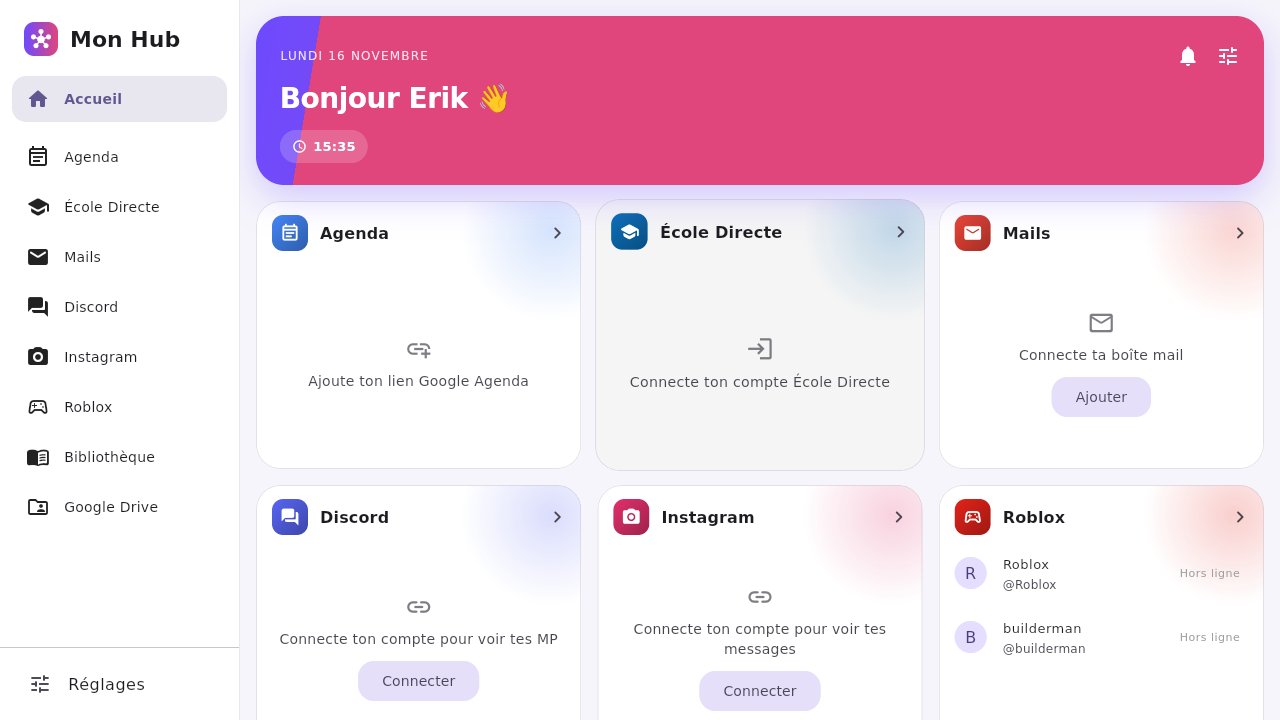 Mon Hub
Accueil
Agenda
École Directe
Mails
Discord
Instagram
Roblox
Bibliothèque
Google Drive
Réglages
LUNDI 16 NOVEMBRE
Bonjour Erik 👋
15:35
Agenda
Ajoute ton lien Google Agenda
École Directe
Connecte ton compte École Directe
Mails
Connecte ta boîte mail
Ajouter
Discord
Connecte ton compte pour voir tes MP
Connecter
Instagram
Connecte ton compte pour voir tes
messages
Connecter
Roblox
R
Roblox
@Roblox
Hors ligne
B
builderman
@builderman
Hors ligne